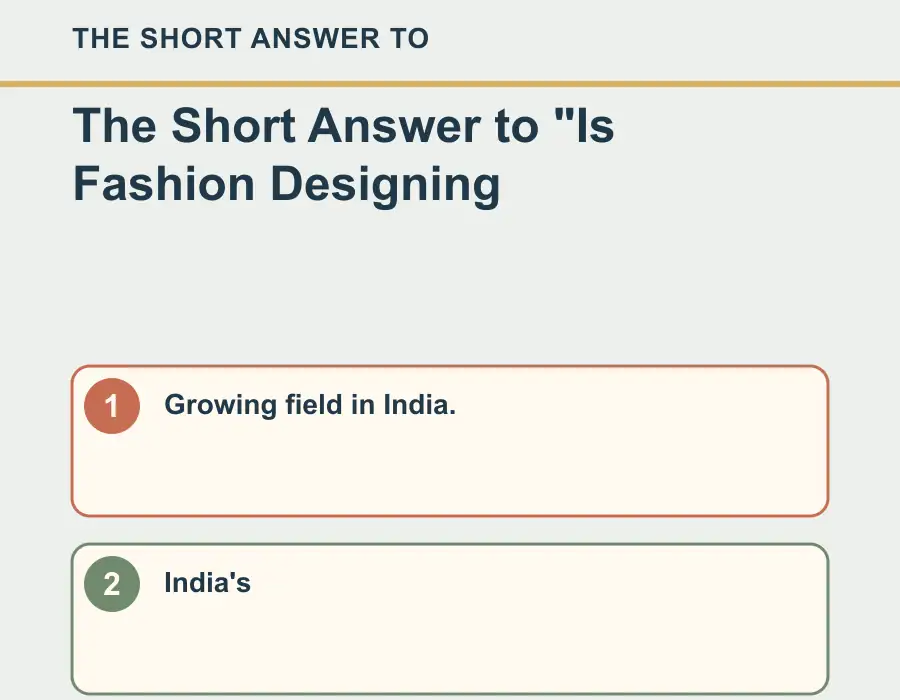 THE SHORT ANSWER TO
The Short Answer to "Is
Fashion Designing
1 Growing field in India.
2 India's